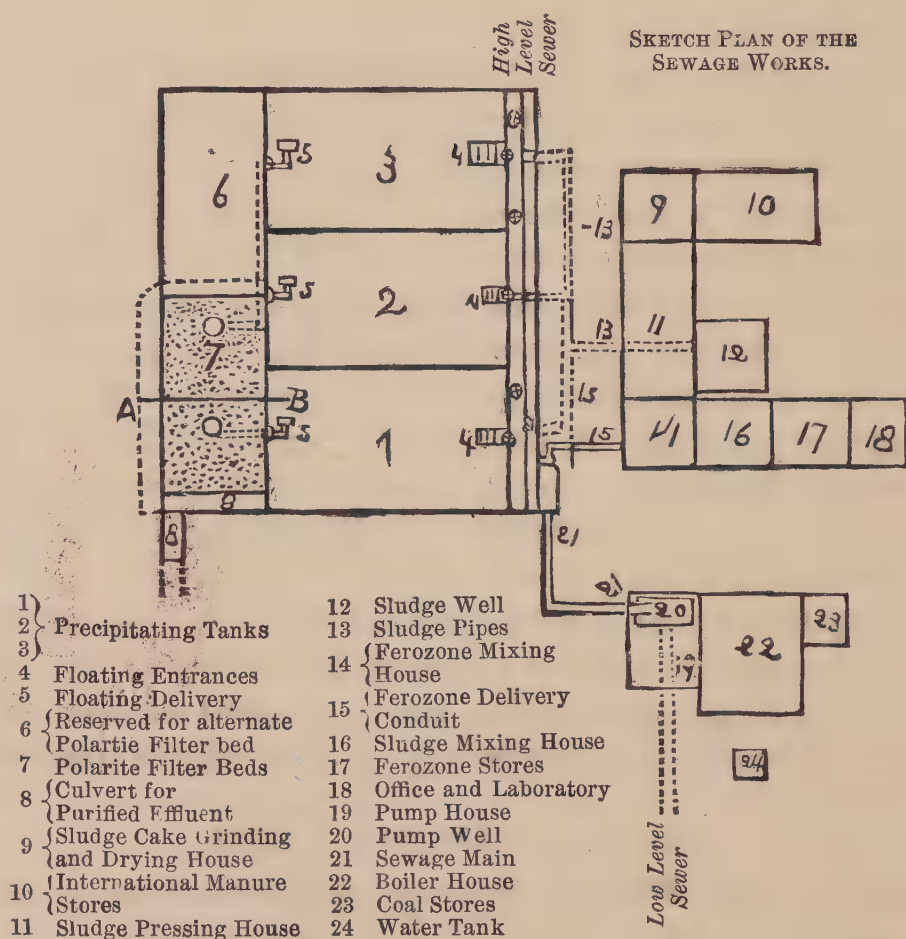 SKETCH PLAN OF THE
SEWAGE WORKS.
High
Level
Sewer
6
5
3
4
9
10
13
5
2
4
13
11
12
7
15
A
B
5
1
4
15
14
16
17
18
8
8
21
21
20
19
22
23
24
Low Level
Sewer
1
2 Precipitating Tanks
3
4 Floating Entrances
5 Floating Delivery
6 Reserved for alternate
Polartie Filter bed
7 Polarite Filter Beds
8 Culvert for
Purified Effluent
9 Sludge Cake Grinding
and Drying House
10 International Manure
Stores
11 Sludge Pressing House
12 Sludge Well
13 Sludge Pipes
14 Ferozone Mixing
House
15 Ferozone Delivery
Conduit
16 Sludge Mixing House
17 Ferozone Stores
18 Office and Laboratory
19 Pump House
20 Pump Well
21 Sewage Main
22 Boiler House
23 Coal Stores
24 Water Tank